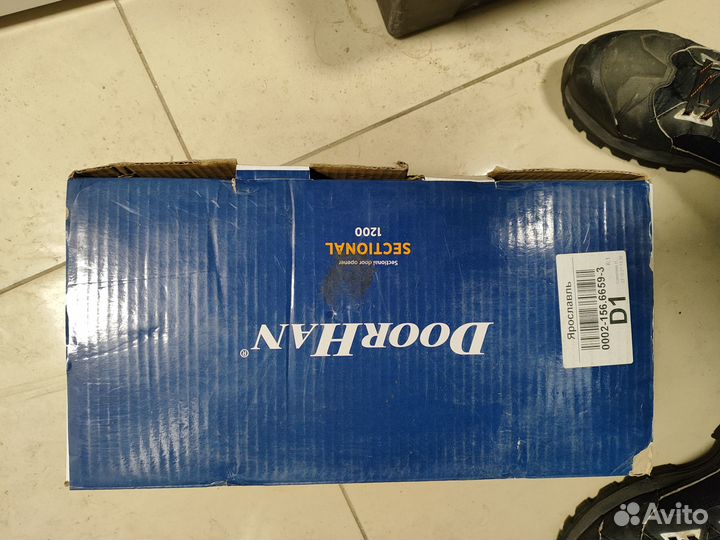 DOORHAN®
Sectional door opener
SECTIONAL
1200
Ярославль
0002-156.6659-3
D1
Avito